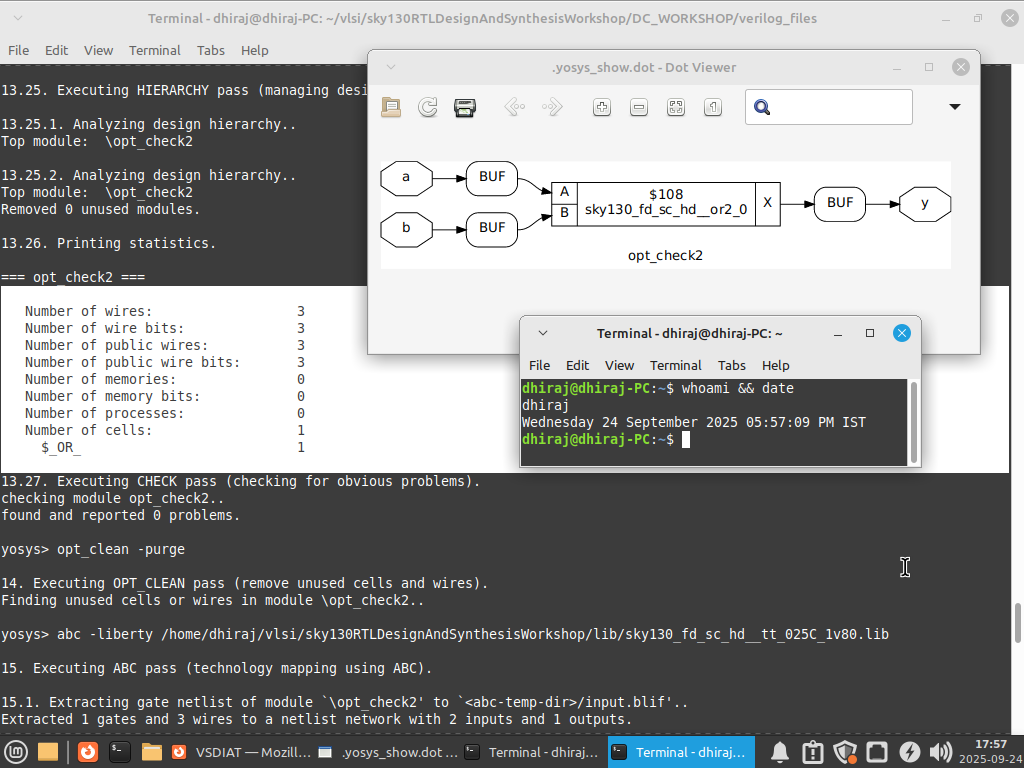 Terminal - dhiraj@dhiraj-PC: ~/vlsi/sky130RTLDesignAndSynthesisWorkshop/DC_WORKSHOP/verilog_files
File Edit View Terminal Tabs Help
13.25. Executing HIERARCHY pass (managing desi
13.25.1. Analyzing design hierarchy..
Top module:  \opt_check2
13.25.2. Analyzing design hierarchy..
Top module:  \opt_check2
Removed 0 unused modules.
13.26. Printing statistics.
=== opt_check2 ===
Number of wires: 3
Number of wire bits: 3
Number of public wires: 3
Number of public wire bits: 3
Number of memories: 0
Number of memory bits: 0
Number of processes: 0
Number of cells: 1
$_OR_ 1
13.27. Executing CHECK pass (checking for obvious problems).
checking module opt_check2..
found and reported 0 problems.
yosys> opt_clean -purge
14. Executing OPT_CLEAN pass (remove unused cells and wires).
Finding unused cells or wires in module \opt_check2..
yosys> abc -liberty /home/dhiraj/vlsi/sky130RTLDesignAndSynthesisWorkshop/lib/sky130_fd_sc_hd__tt_025C_1v80.lib
15. Executing ABC pass (technology mapping using ABC).
15.1. Extracting gate netlist of module `\opt_check2' to `<abc-temp-dir>/input.blif'..
Extracted 1 gates and 3 wires to a netlist network with 2 inputs and 1 outputs.
.yosys_show.dot - Dot Viewer
1
a
BUF
b
BUF
A
B
$108
sky130_fd_sc_hd__or2_0
X
BUF
y
opt_check2
Terminal - dhiraj@dhiraj-PC: ~
File Edit View Terminal Tabs Help
dhiraj@dhiraj-PC:~$ whoami && date
dhiraj
Wednesday 24 September 2025 05:57:09 PM IST
dhiraj@dhiraj-PC:~$
VSDIAT — Mozill...
.yosys_show.dot ...
Terminal - dhiraj...
Terminal - dhiraj...
17:57
2025-09-24